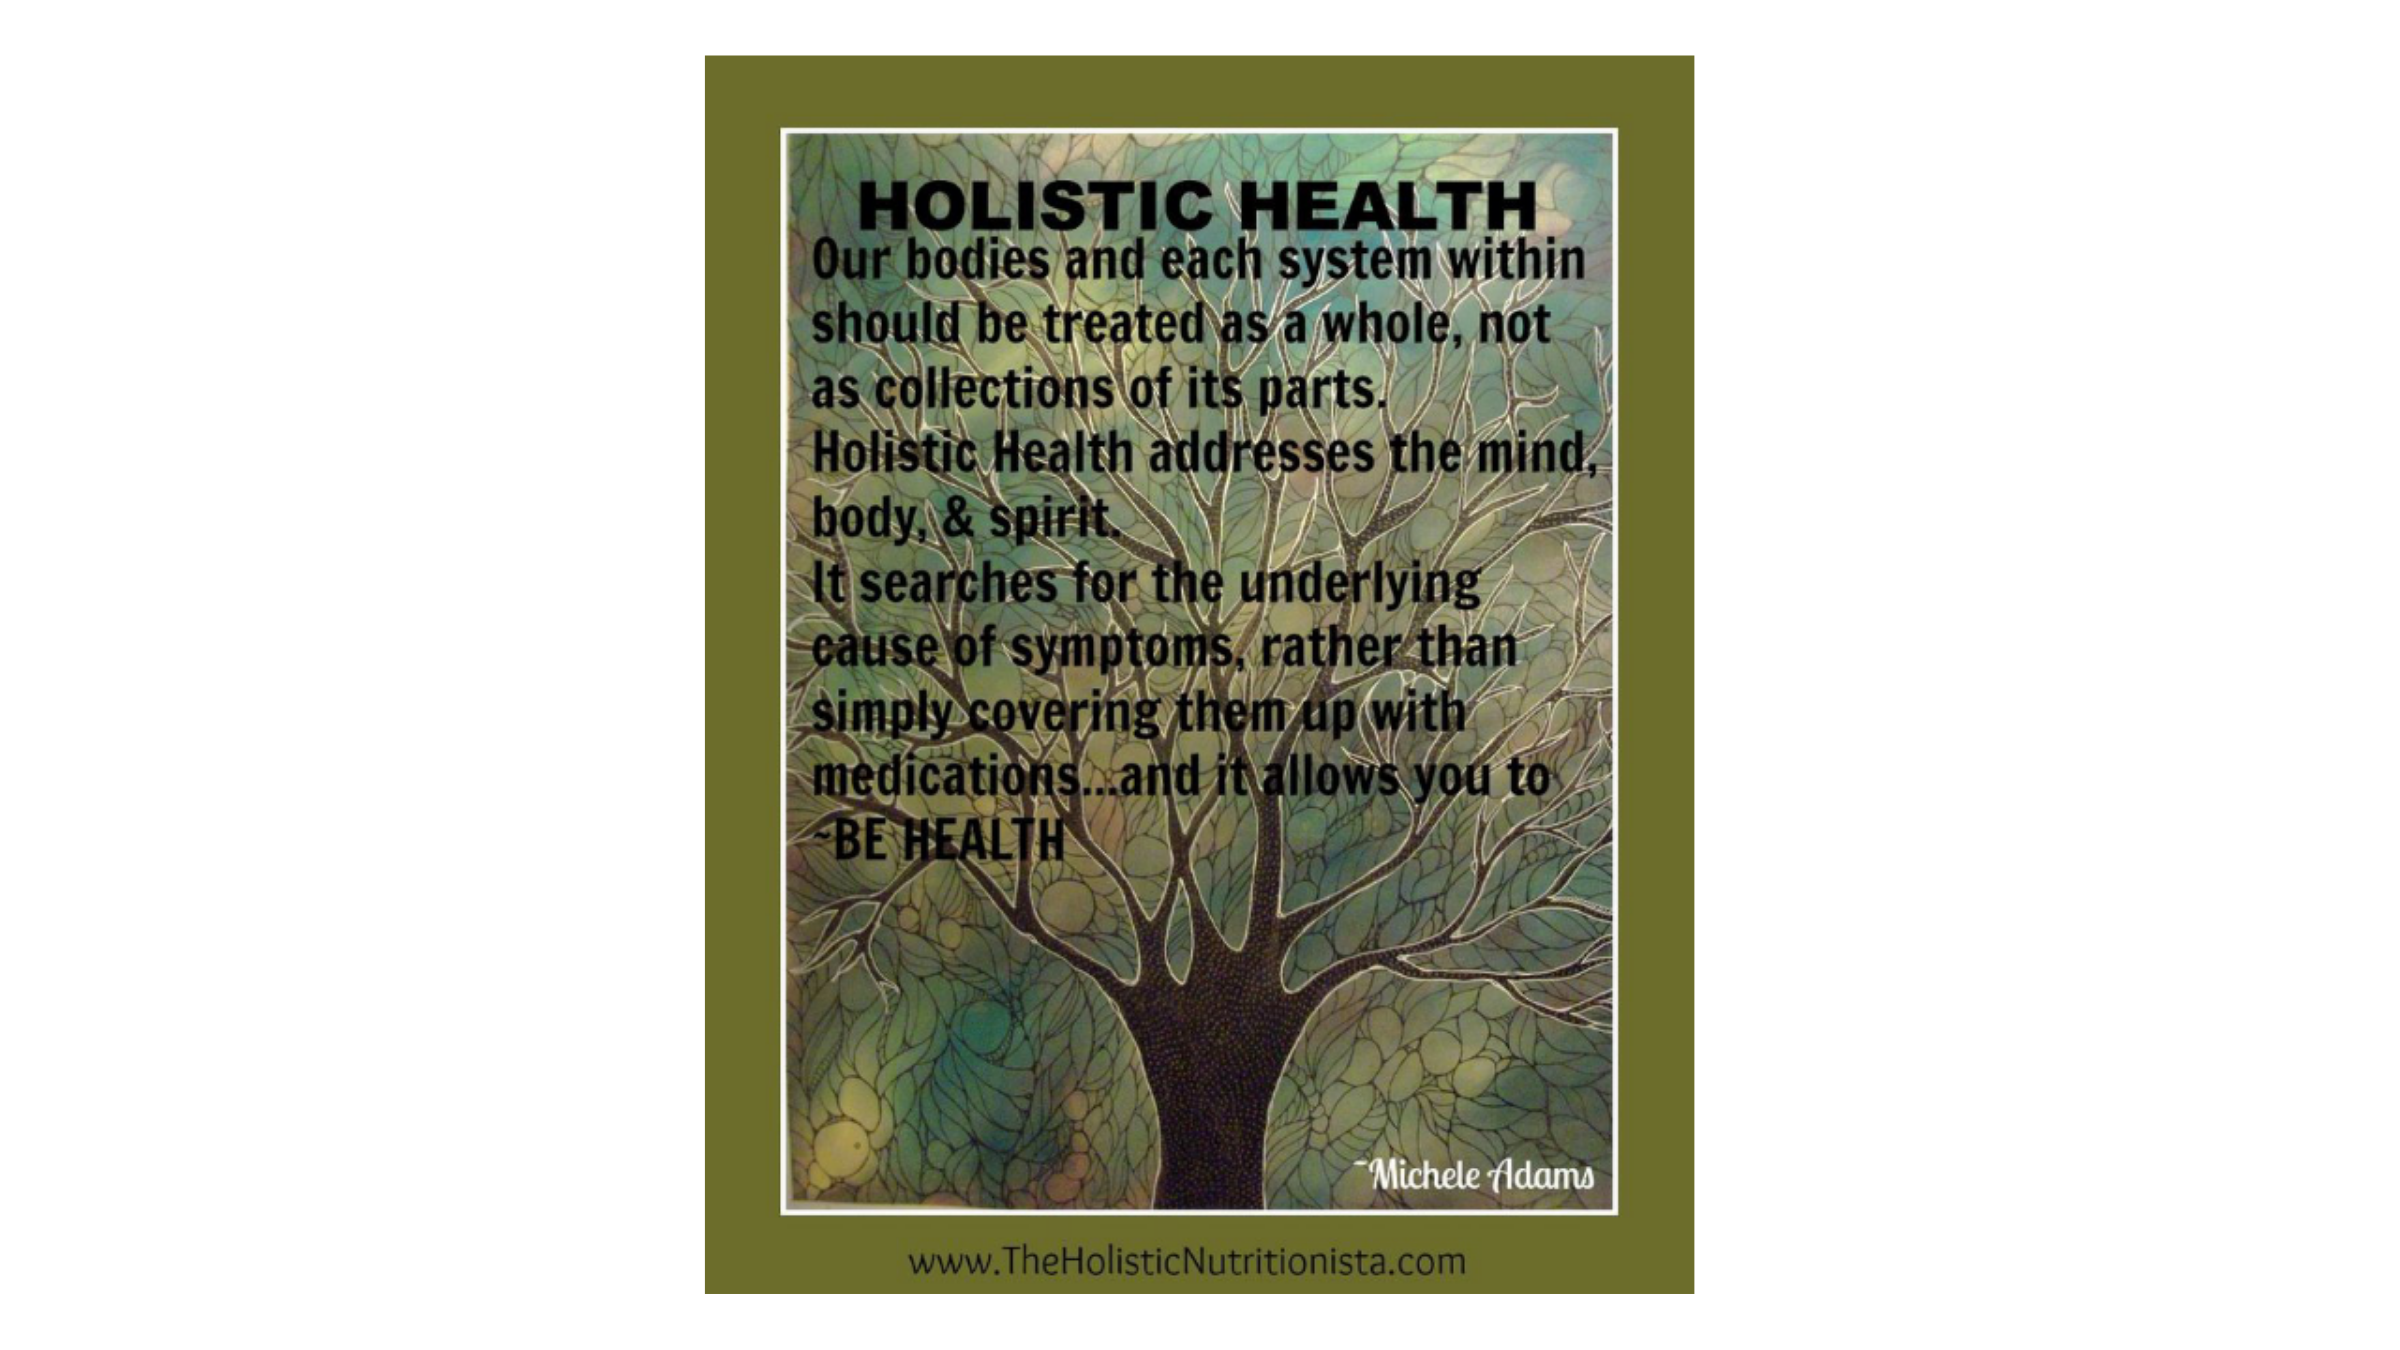 HOLISTIC HEALTH
Our bodies and each system within
should be treated as a whole, not
as collections of its parts.
Holistic Health addresses the mind,
body, & spirit.
It searches for the underlying
cause of symptoms, rather than
simply covering them up with
medications...and it allows you to
~BE HEALTH
~Michele Adams
www.TheHolisticNutritionista.com